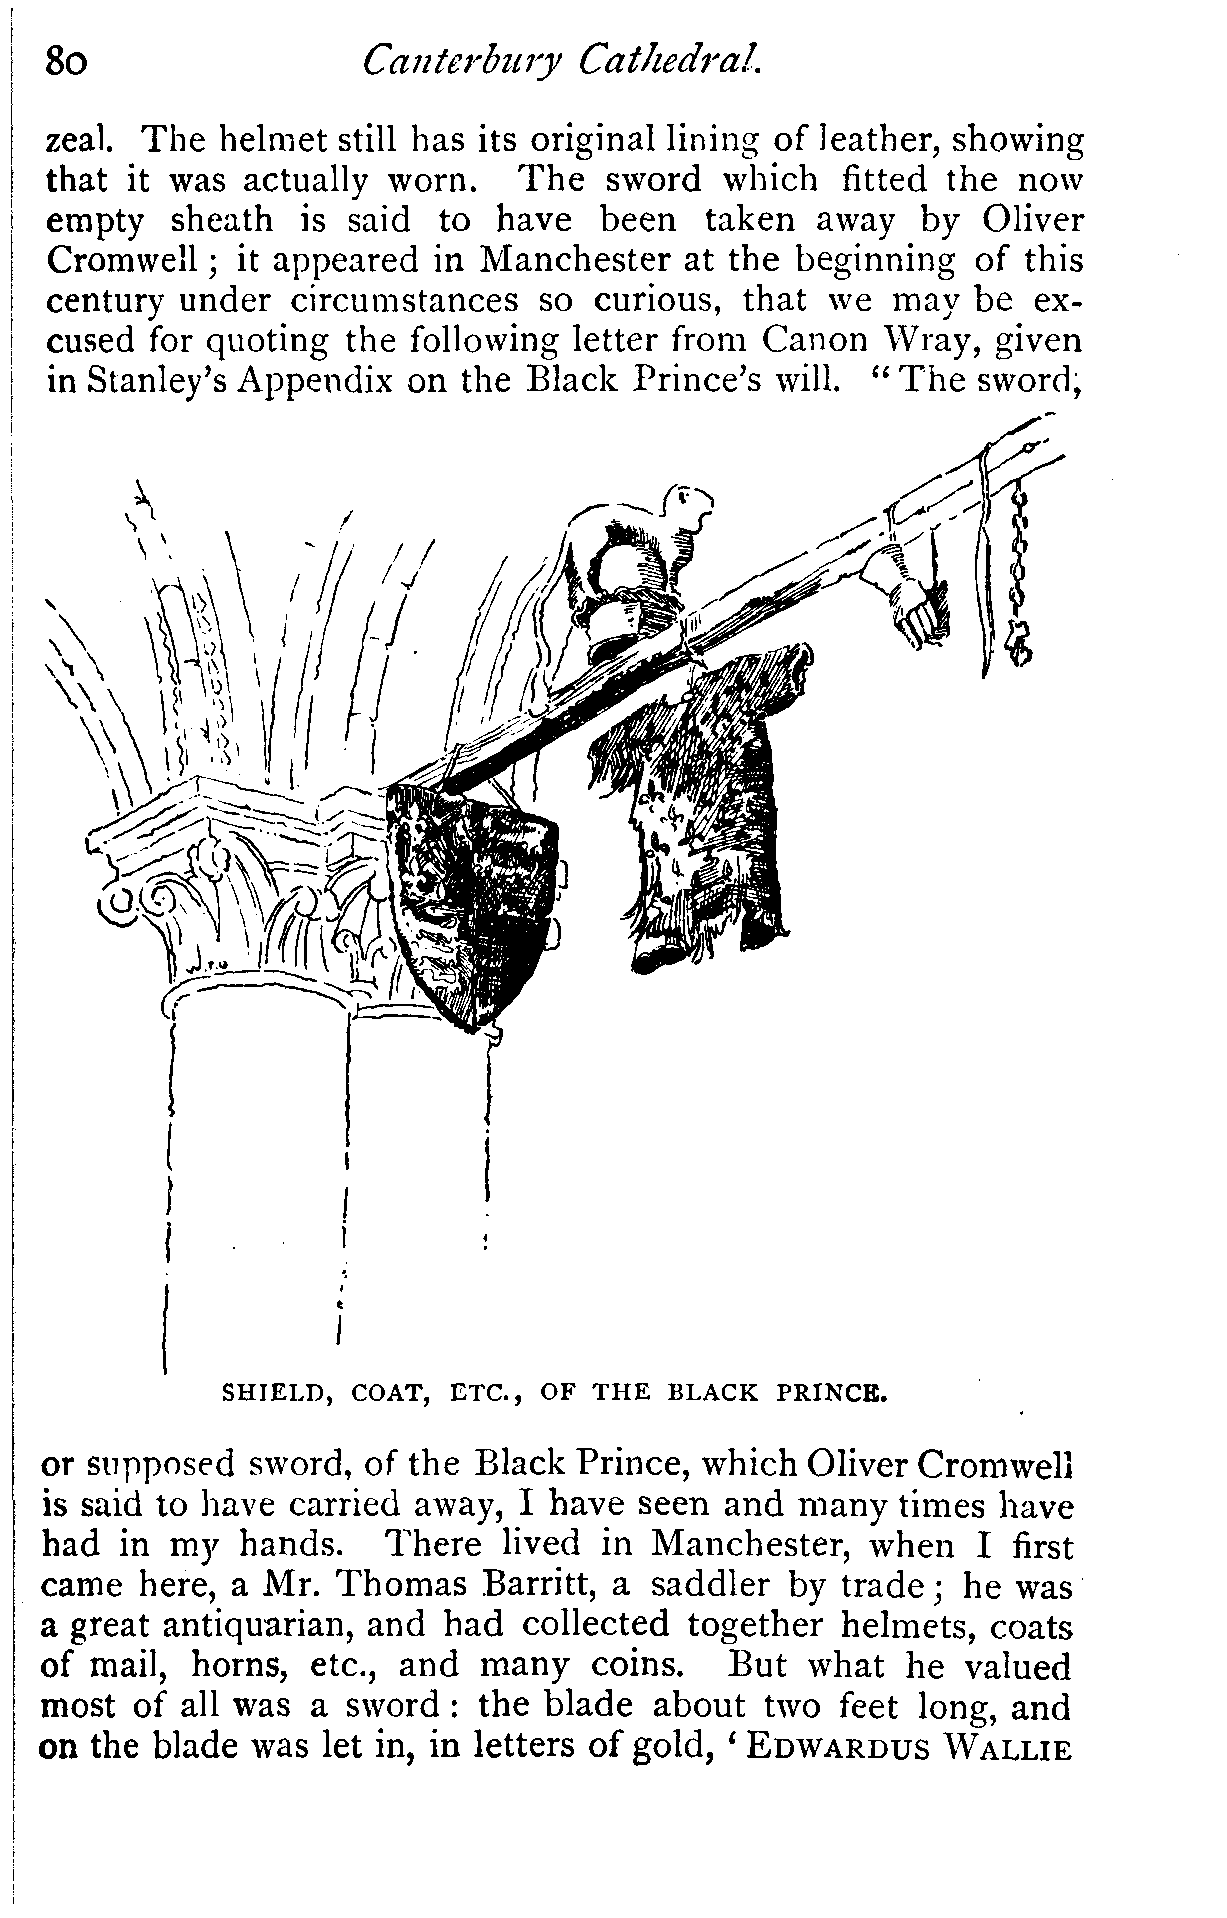 80 Canterbury Cathedral.
zeal. The helmet still has its original lining of leather, showing
that it was actually worn. The sword which fitted the now
empty sheath is said to have been taken away by Oliver
Cromwell ; it appeared in Manchester at the beginning of this
century under circumstances so curious, that we may be ex-
cused for quoting the following letter from Canon Wray, given
in Stanley's Appendix on the Black Prince's will. “ The sword,
SHIELD, COAT, ETC., OF THE BLACK PRINCE.
or supposed sword, of the Black Prince, which Oliver Cromwell
is said to have carried away, I have seen and many times have
had in my hands. There lived in Manchester, when I first
came here, a Mr. Thomas Barritt, a saddler by trade ; he was
a great antiquarian, and had collected together helmets, coats
of mail, horns, etc., and many coins. But what he valued
most of all was a sword : the blade about two feet long, and
on the blade was let in, in letters of gold, ‘ EDWARDUS WALLIE